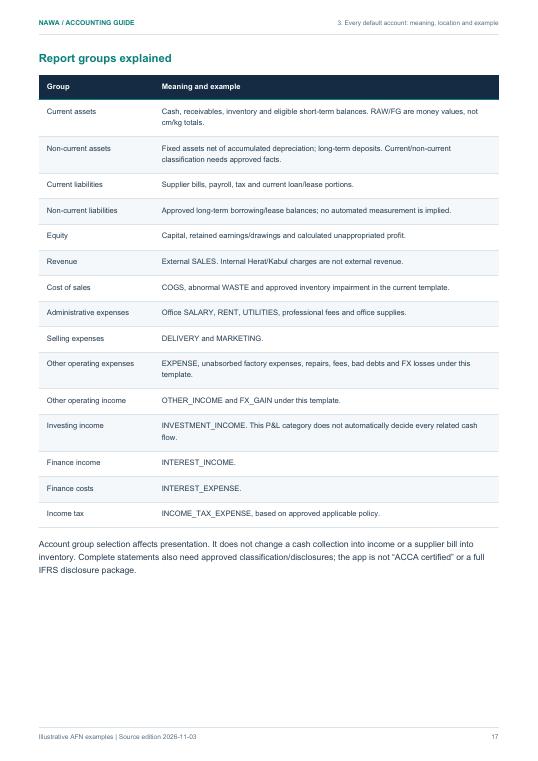 NAWA / ACCOUNTING GUIDE
3. Every default account: meaning, location and example
Report groups explained
Group
Meaning and example
Current assets
Cash, receivables, inventory and eligible short-term balances. RAW/FG are money values, not
cm/kg totals.
Non-current assets
Fixed assets net of accumulated depreciation; long-term deposits. Current/non-current
classification needs approved facts.
Current liabilities
Supplier bills, payroll, tax and current loan/lease portions.
Non-current liabilities
Approved long-term borrowing/lease balances; no automated measurement is implied.
Equity
Capital, retained earnings/drawings and calculated unappropriated profit.
Revenue
External SALES. Internal Herat/Kabul charges are not external revenue.
Cost of sales
COGS, abnormal WASTE and approved inventory impairment in the current template.
Administrative expenses
Office SALARY, RENT, UTILITIES, professional fees and office supplies.
Selling expenses
DELIVERY and MARKETING.
Other operating expenses
EXPENSE, unabsorbed factory expenses, repairs, fees, bad debts and FX losses under this
template.
Other operating income
OTHER_INCOME and FX_GAIN under this template.
Investing income
INVESTMENT_INCOME. This P&L category does not automatically decide every related cash
flow.
Finance income
INTEREST_INCOME.
Finance costs
INTEREST_EXPENSE.
Income tax
INCOME_TAX_EXPENSE, based on approved applicable policy.
Account group selection affects presentation. It does not change a cash collection into income or a supplier bill into
inventory. Complete statements also need approved classification/disclosures; the app is not “ACCA certified” or a full
IFRS disclosure package.
Illustrative AFN examples | Source edition 2026-11-03
17